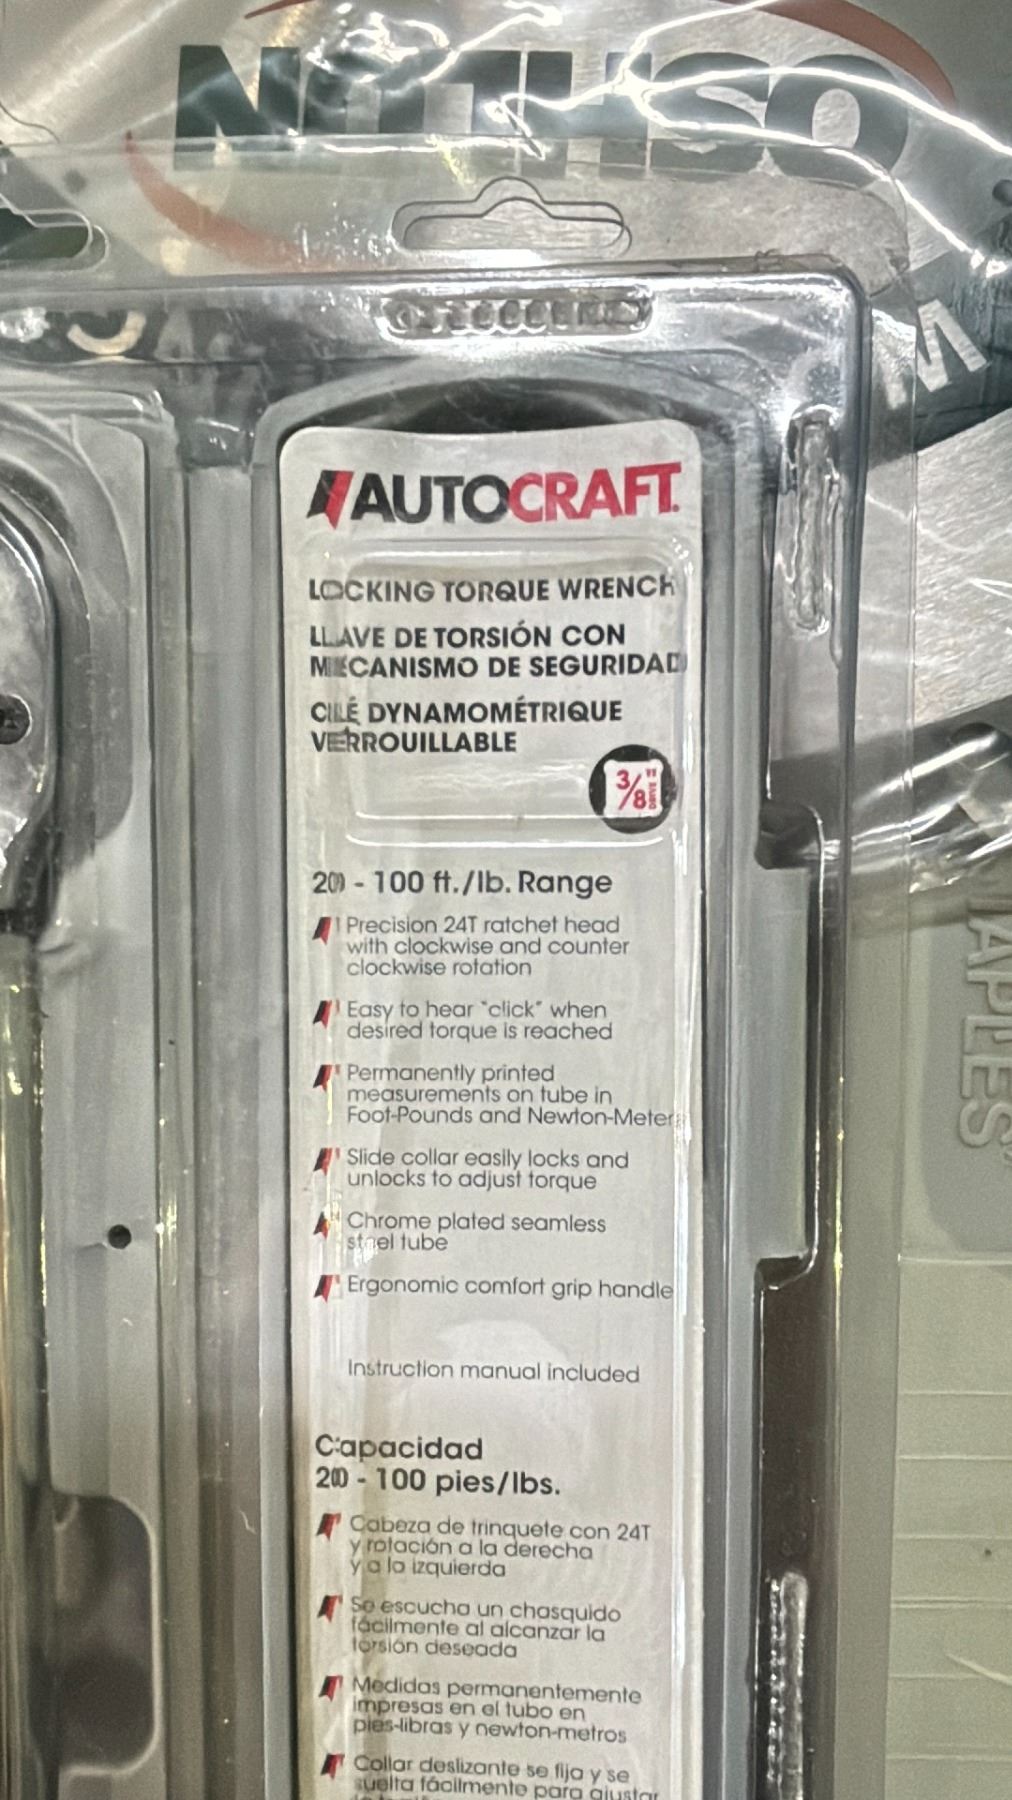 AUTOCRAFT
LOCKING TORQUE WRENCH
LLAVE DE TORSIÓN CON
MECANISMO DE SEGURIDAD
CLÉ DYNAMOMÉTRIQUE
VERROUILLABLE
3/8" DRIVE
20 - 100 ft./lb. Range
Precision 24T ratchet head
with clockwise and counter
clockwise rotation
Easy to hear "click" when
desired torque is reached
Permanently printed
measurements on tube in
Foot-Pounds and Newton-Meters
Slide collar easily locks and
unlocks to adjust torque
Chrome plated seamless
steel tube
Ergonomic comfort grip handle
Instruction manual included
Capacidad
20 - 100 pies/lbs.
Cabeza de trinquete con 24T
y rotación a la derecha
y a la izquierda
Se escucha un chasquido
fácilmente al alcanzar la
torsión deseada
Medidas permanentemente
impresas en el tubo en
pies-libras y newton-metros
Collar deslizante se fija y se
suelta fácilmente para ajustar